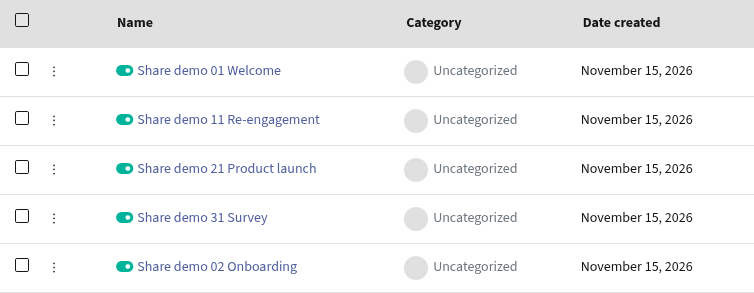 Name Category Date created
Share demo 01 Welcome Uncategorized November 15, 2026
Share demo 11 Re-engagement Uncategorized November 15, 2026
Share demo 21 Product launch Uncategorized November 15, 2026
Share demo 31 Survey Uncategorized November 15, 2026
Share demo 02 Onboarding Uncategorized November 15, 2026